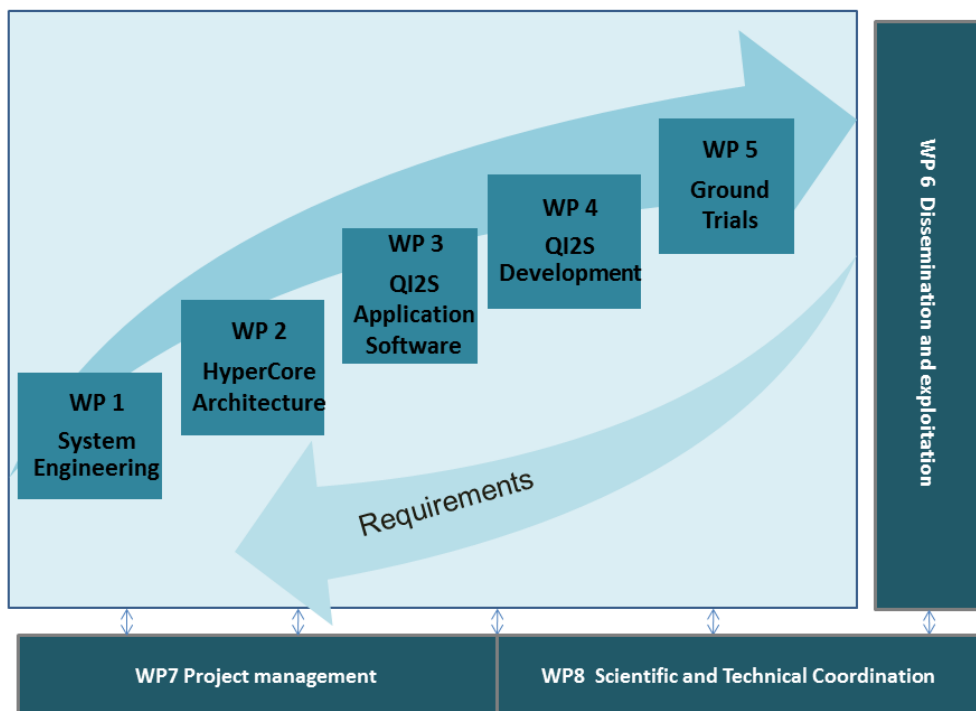 WP 1
System
Engineering
WP 2
HyperCore
Architecture
WP 3
QI2S
Application
Software
WP 4
QI2S
Development
WP 5
Ground
Trials
Requirements
WP 6 Dissemination and exploitation
WP7 Project management
WP8 Scientific and Technical Coordination